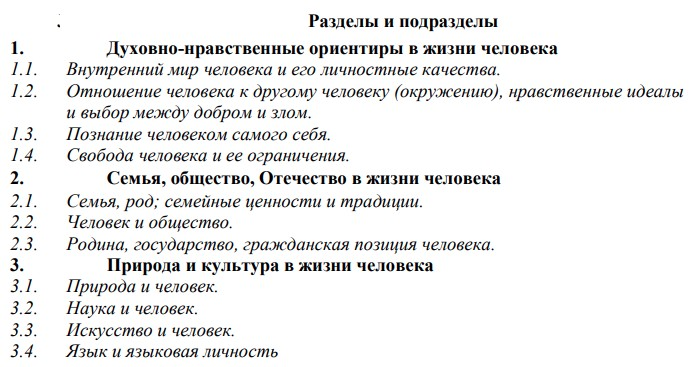 Разделы и подразделы
1. Духовно-нравственные ориентиры в жизни человека
1.1. Внутренний мир человека и его личностные качества.
1.2. Отношение человека к другому человеку (окружению), нравственные идеалы
и выбор между добром и злом.
1.3. Познание человеком самого себя.
1.4. Свобода человека и ее ограничения.
2. Семья, общество, Отечество в жизни человека
2.1. Семья, род; семейные ценности и традиции.
2.2. Человек и общество.
2.3. Родина, государство, гражданская позиция человека.
3. Природа и культура в жизни человека
3.1. Природа и человек.
3.2. Наука и человек.
3.3. Искусство и человек.
3.4. Язык и языковая личность